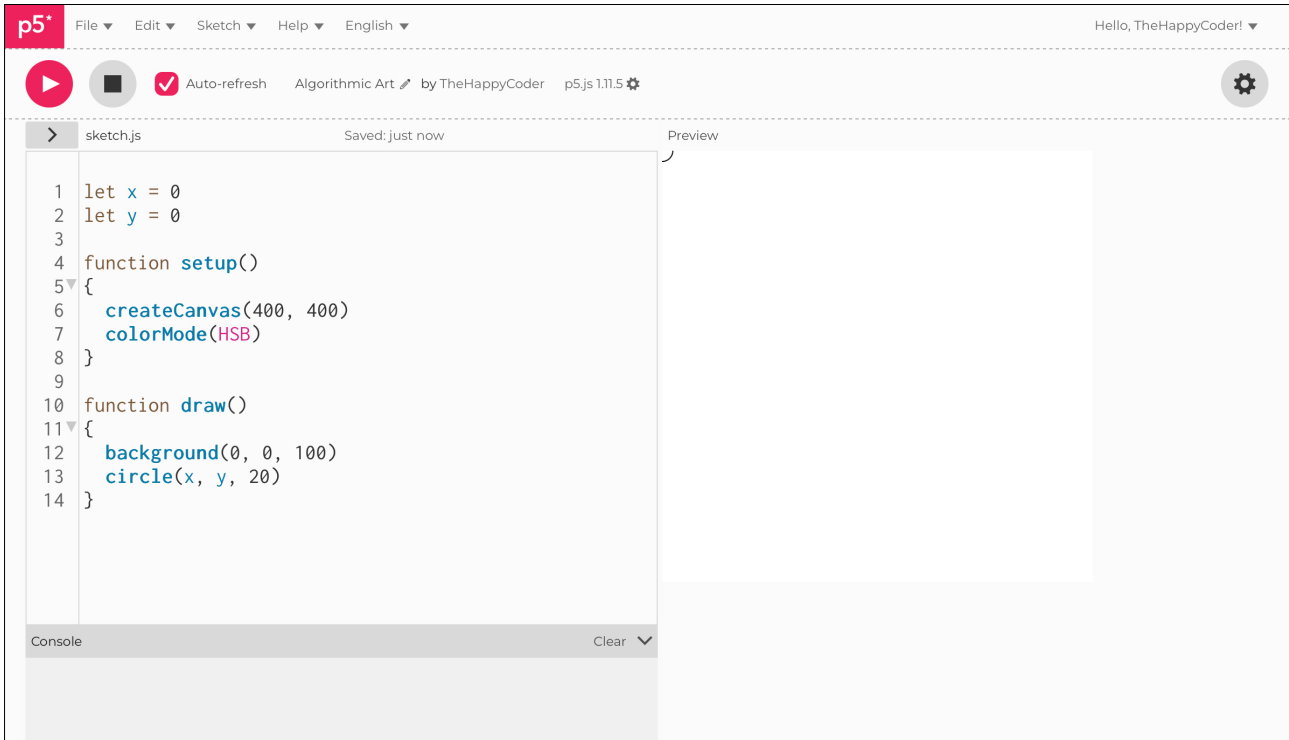 p5* File Edit Sketch Help English Hello, TheHappyCoder!
Auto-refresh Algorithmic Art by TheHappyCoder p5.js 1.11.5
sketch.js Saved: just now Preview
1 let x = 0
2 let y = 0
3
4 function setup()
5 {
6 createCanvas(400, 400)
7 colorMode(HSB)
8 }
9
10 function draw()
11 {
12 background(0, 0, 100)
13 circle(x, y, 20)
14 }
Console Clear